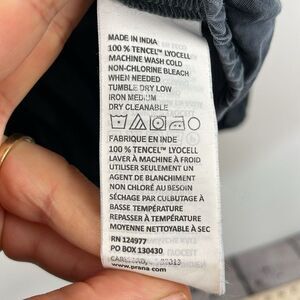 MADE IN INDIA
100 % TENCEL™ LYOCELL
MACHINE WASH COLD
NON-CHLORINE BLEACH
WHEN NEEDED
TUMBLE DRY LOW
IRON MEDIUM
DRY CLEANABLE
FABRIQUE EN INDE
100 % TENCEL™ LYOCELL
LAVER À MACHINE À FROID
UTILISER SEULEMENT UN
AGENT DE BLANCHIMENT
NON CHLORÉ AU BESOIN
SÉCHAGE PAR CULBUTAGE À
BASSE TEMPÉRATURE
REPASSER À TEMPÉRATURE
MOYENNE NETTOYABLE À SEC
RN 124977
PO BOX 130430
www.prana.com